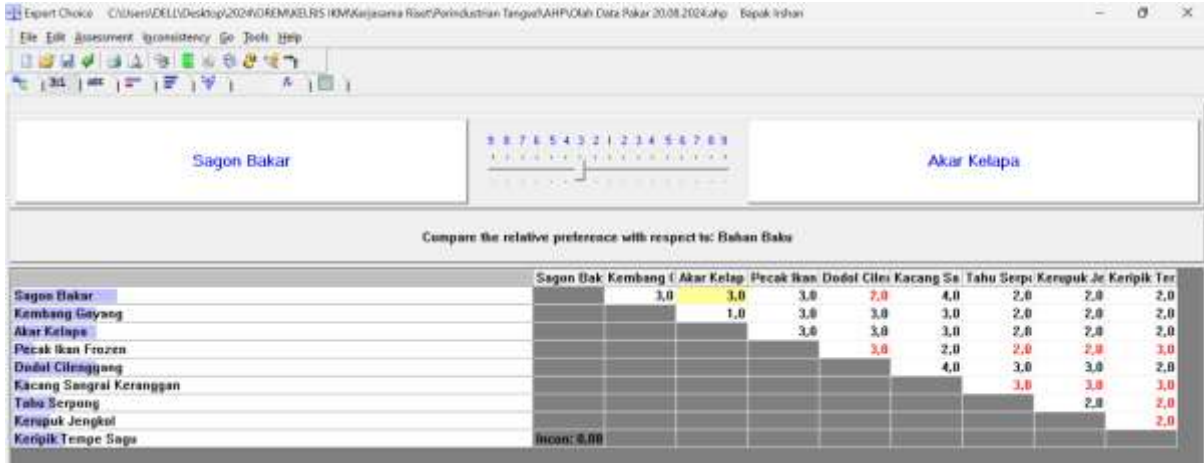 Expert Choice C:\Users\DELL\Desktop\2024\OREM\KELRIS IKM\Kerjasama Riset\Perindustrian Tangsel\AHP\Olah Data Pakar 20.08.2024.ahp Bapak Irshan
File Edit Assessment Inconsistency Go Tools Help
3:1 ABC
9 8 7 6 5 4 3 2 1 2 3 4 5 6 7 8 9
Sagon Bakar Akar Kelapa
Compare the relative preference with respect to: Bahan Baku
Sagon Bak Kembang Akar Kelap Pecak Ikan Dodol Cile Kacang Sa Tahu Serp Kerupuk Je Keripik Ter
Sagon Bakar 3,0 3,0 3,0 2,0 4,0 2,0 2,0 2,0
Kembang Goyang 1,0 3,0 3,0 3,0 2,0 2,0 2,0
Akar Kelapa 3,0 3,0 3,0 2,0 2,0 2,0
Pecak Ikan Frozen 3,0 2,0 2,0 2,0 3,0
Dodol Cilenggang 4,0 3,0 3,0 2,0
Kacang Sangrai Keranggan 3,0 3,0 3,0
Tahu Serpong 2,0 2,0
Kerupuk Jengkol 2,0
Keripik Tempe Sagu Incon: 0,08